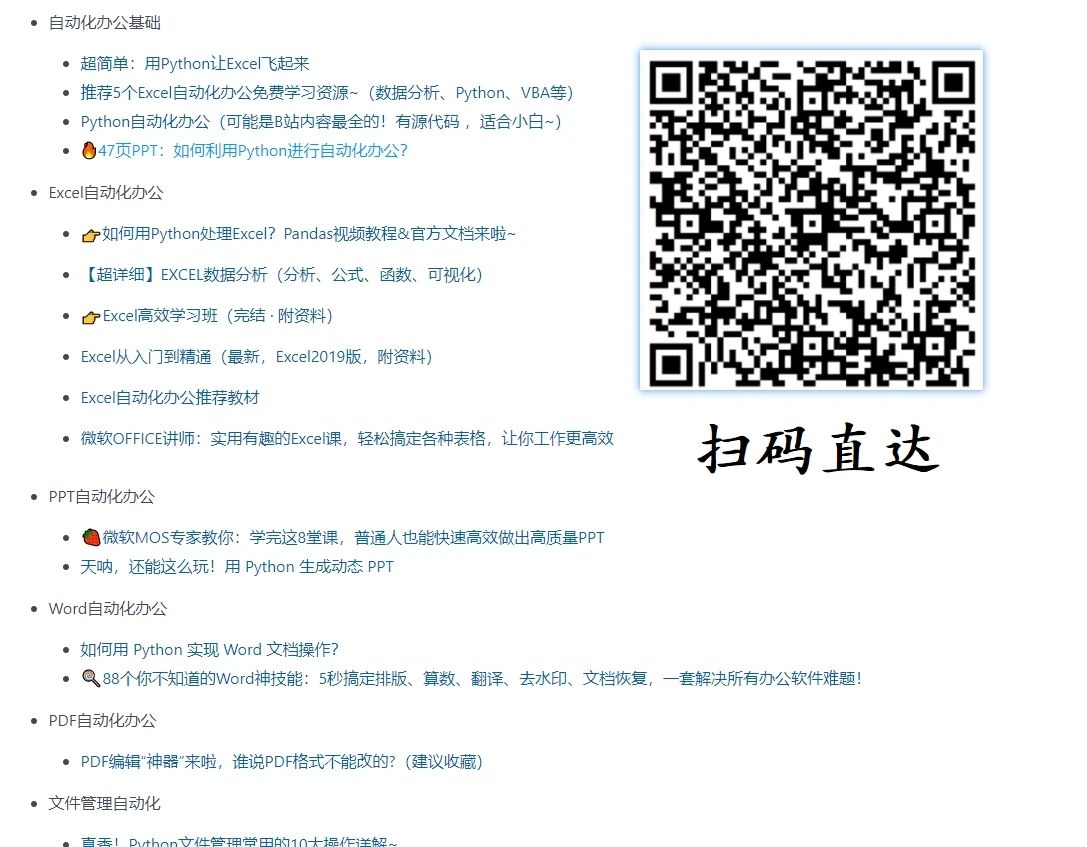 自动化办公基础
超简单：用Python让Excel飞起来
推荐5个Excel自动化办公免费学习资源~（数据分析、Python、VBA等）
Python自动化办公（可能是B站内容最全的！有源代码 ，适合小白~）
🔥47页PPT：如何利用Python进行自动化办公？
Excel自动化办公
👉如何用Python处理Excel？Pandas视频教程&官方文档来啦~
【超详细】EXCEL数据分析（分析、公式、函数、可视化）
👉Excel高效学习班（完结 · 附资料）
Excel从入门到精通（最新，Excel2019版，附资料）
Excel自动化办公推荐教材
微软OFFICE讲师：实用有趣的Excel课，轻松搞定各种表格，让你工作更高效
扫码直达
PPT自动化办公
🍓微软MOS专家教你：学完这8堂课，普通人也能快速高效做出高质量PPT
天呐，还能这么玩！用 Python 生成动态 PPT
Word自动化办公
如何用 Python 实现 Word 文档操作？
🔍88个你不知道的Word神技能：5秒搞定排版、算数、翻译、去水印、文档恢复，一套解决所有办公软件难题！
PDF自动化办公
PDF编辑“神器”来啦，谁说PDF格式不能改的？（建议收藏）
文件管理自动化
真香！Python文件管理常用的10大操作详解~